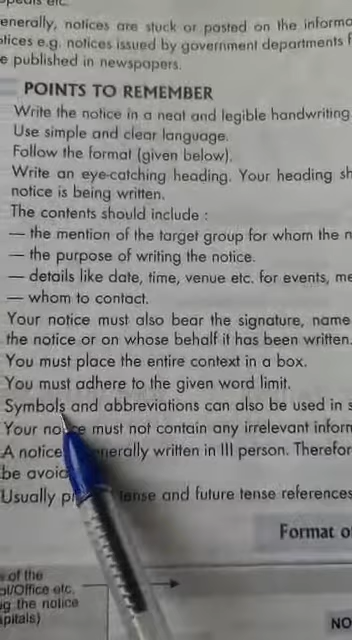 enerally, notices are stuck or posted on the informa
tices e.g. notices issued by government departments
e published in newspapers.
POINTS TO REMEMBER
Write the notice in a neat and legible handwriting
Use simple and clear language.
Follow the format (given below).
Write an eye-catching heading. Your heading sh
notice is being written.
The contents should include :
— the mention of the target group for whom the n
— the purpose of writing the notice.
— details like date, time, venue etc. for events, me
— whom to contact.
Your notice must also bear the signature, name
the notice or on whose behalf it has been written.
You must place the entire context in a box.
You must adhere to the given word limit.
Symbols and abbreviations can also be used in s
Your no ce must not contain any irrelevant inform
A notice nerally written in III person. Therefor
be avoid
Usually p tense and future tense references
Format o
s of the
al/Office etc.
g the notice
pitals)
NO